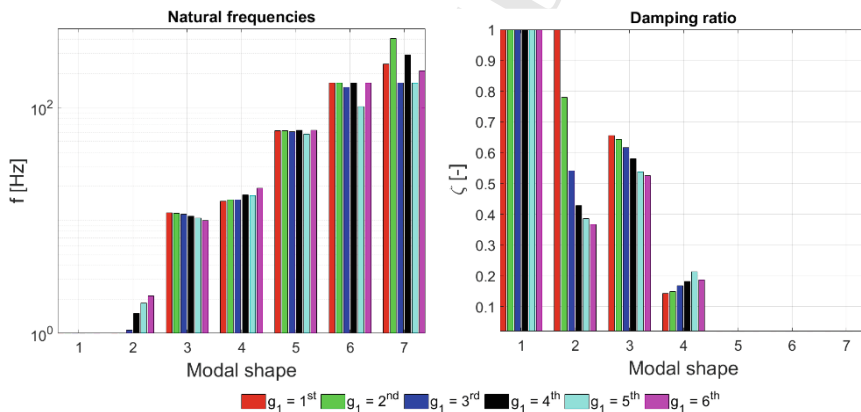 Natural frequencies
10²
10⁰
f [Hz]
1 2 3 4 5 6 7
Modal shape
Damping ratio
1
0.9
0.8
0.7
0.6
0.5
0.4
0.3
0.2
0.1
ζ [-]
1 2 3 4 5 6 7
Modal shape
g₁ = 1ˢᵗ g₁ = 2ⁿᵈ g₁ = 3ʳᵈ g₁ = 4ᵗʰ g₁ = 5ᵗʰ g₁ = 6ᵗʰ